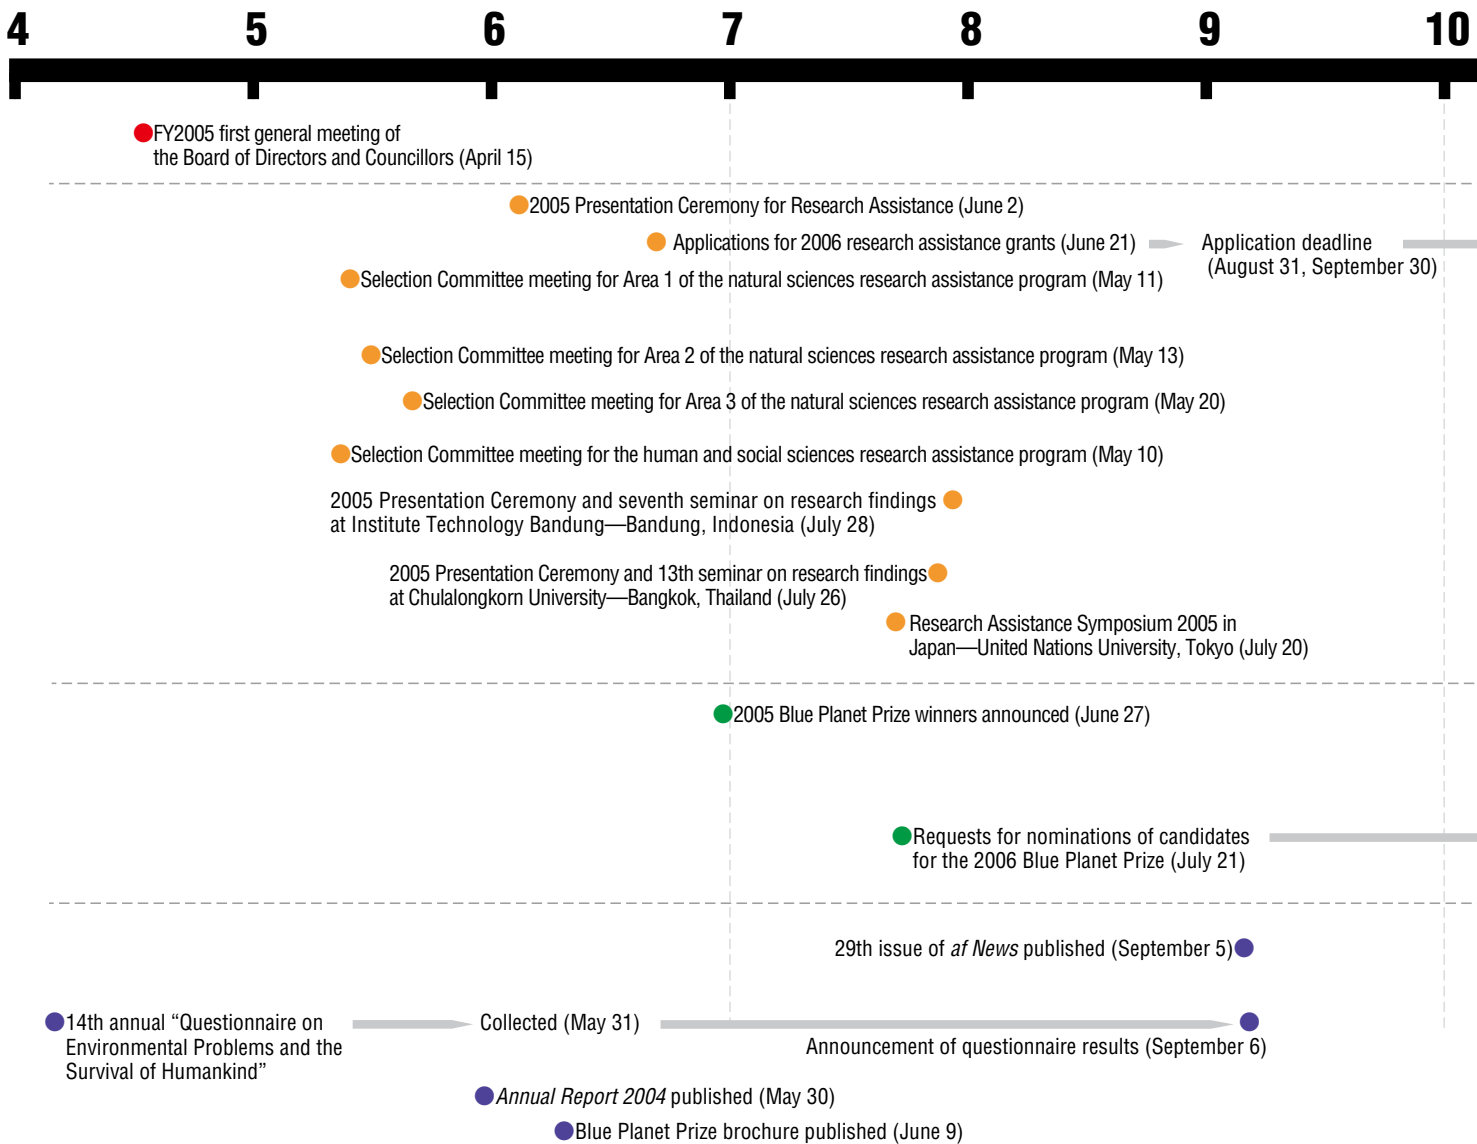 4 5 6 7 8 9 10
FY2005 first general meeting of
the Board of Directors and Councillors (April 15)
2005 Presentation Ceremony for Research Assistance (June 2)
Applications for 2006 research assistance grants (June 21)
Application deadline
(August 31, September 30)
Selection Committee meeting for Area 1 of the natural sciences research assistance program (May 11)
Selection Committee meeting for Area 2 of the natural sciences research assistance program (May 13)
Selection Committee meeting for Area 3 of the natural sciences research assistance program (May 20)
Selection Committee meeting for the human and social sciences research assistance program (May 10)
2005 Presentation Ceremony and seventh seminar on research findings
at Institute Technology Bandung—Bandung, Indonesia (July 28)
2005 Presentation Ceremony and 13th seminar on research findings
at Chulalongkorn University—Bangkok, Thailand (July 26)
Research Assistance Symposium 2005 in
Japan—United Nations University, Tokyo (July 20)
2005 Blue Planet Prize winners announced (June 27)
Requests for nominations of candidates
for the 2006 Blue Planet Prize (July 21)
29th issue of af News published (September 5)
14th annual “Questionnaire on
Environmental Problems and the
Survival of Humankind”
Collected (May 31)
Announcement of questionnaire results (September 6)
Annual Report 2004 published (May 30)
Blue Planet Prize brochure published (June 9)